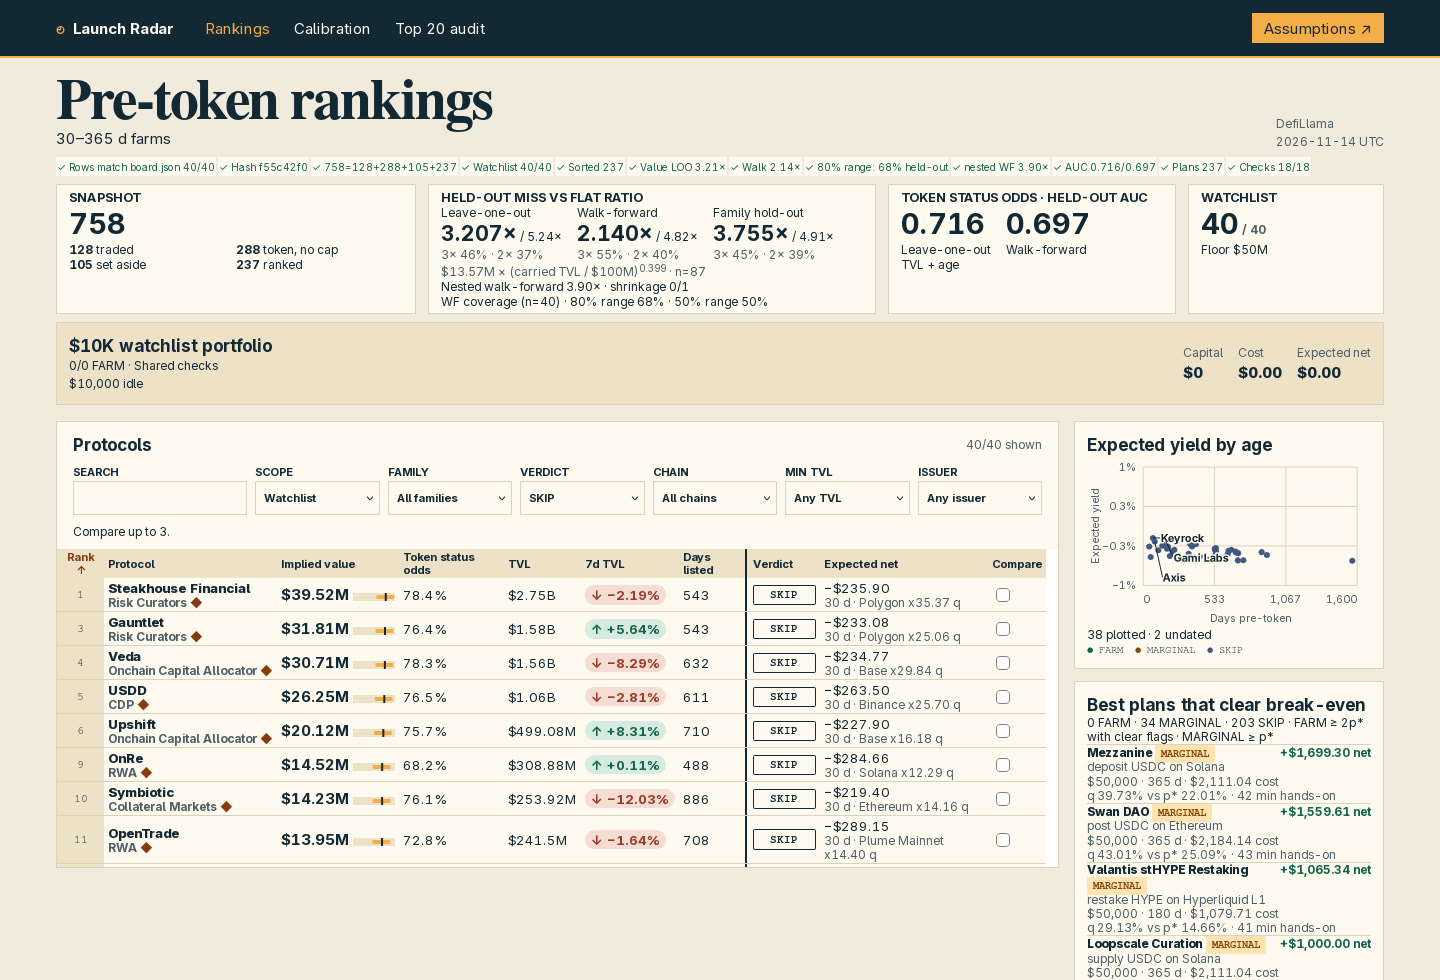 Launch Radar Rankings Calibration Top 20 audit Assumptions ↗
Pre-token rankings
30–365 d farms
DefiLlama
2026-11-14 UTC
✓ Rows match board.json 40/40 ✓ Hash f55c42f0 ✓ 758=128+288+105+237 ✓ Watchlist 40/40 ✓ Sorted 237 ✓ Value LOO 3.21× ✓ Walk 2.14× ✓ 80% range: 68% held-out ✓ nested WF 3.90× ✓ AUC 0.716/0.697 ✓ Plans 237 ✓ Checks 18/18
SNAPSHOT
758
128 traded 288 token, no cap
105 set aside 237 ranked
HELD-OUT MISS VS FLAT RATIO
Leave-one-out Walk-forward Family hold-out
3.207× / 5.24× 2.140× / 4.82× 3.755× / 4.91×
3× 46% · 2× 37% 3× 55% · 2× 40% 3× 45% · 2× 39%
$13.57M × (carried TVL / $100M)^0.399 · n=87
Nested walk-forward 3.90× · shrinkage 0/1
WF coverage (n=40) · 80% range 68% · 50% range 50%
TOKEN STATUS ODDS · HELD-OUT AUC
0.716 0.697
Leave-one-out Walk-forward
TVL + age
WATCHLIST
40 / 40
Floor $50M
$10K watchlist portfolio
0/0 FARM · Shared checks
$10,000 idle
Capital Cost Expected net
$0 $0.00 $0.00
Protocols 40/40 shown
SEARCH SCOPE FAMILY VERDICT CHAIN MIN TVL ISSUER
Watchlist All families SKIP All chains Any TVL Any issuer
Compare up to 3.
Rank ↑ Protocol Implied value Token status odds TVL 7d TVL Days listed Verdict Expected net Compare
1 Steakhouse Financial $39.52M 78.4% $2.75B ↓ −2.19% 543 SKIP −$235.90
Risk Curators ◆ 30 d · Polygon x35.37 q
3 Gauntlet $31.81M 76.4% $1.58B ↑ +5.64% 543 SKIP −$233.08
Risk Curators ◆ 30 d · Polygon x25.06 q
4 Veda $30.71M 78.3% $1.56B ↓ −8.29% 632 SKIP −$234.77
Onchain Capital Allocator ◆ 30 d · Base x29.84 q
5 USDD $26.25M 76.5% $1.06B ↓ −2.81% 611 SKIP −$263.50
CDP ◆ 30 d · Binance x25.70 q
6 Upshift $20.12M 75.7% $499.08M ↑ +8.31% 710 SKIP −$227.90
Onchain Capital Allocator ◆ 30 d · Base x16.18 q
9 OnRe $14.52M 68.2% $308.88M ↑ +0.11% 488 SKIP −$284.66
RWA ◆ 30 d · Solana x12.29 q
10 Symbiotic $14.23M 76.1% $253.92M ↓ −12.03% 886 SKIP −$219.40
Collateral Markets ◆ 30 d · Ethereum x14.16 q
11 OpenTrade $13.95M 72.8% $241.5M ↓ −1.64% 708 SKIP −$289.15
RWA ◆ 30 d · Plume Mainnet
x14.40 q
Expected yield by age
1%
0.3%
−0.3%
−1%
Expected yield
Keyrock
Gami Labs
Axis
0 533 1,067 1,600
Days pre-token
38 plotted · 2 undated
● FARM ● MARGINAL ● SKIP
Best plans that clear break-even
0 FARM · 34 MARGINAL · 203 SKIP · FARM ≥ 2p*
with clear flags · MARGINAL ≥ p*
Mezzanine MARGINAL +$1,699.30 net
deposit USDC on Solana
$50,000 · 365 d · $2,111.04 cost
q 39.73% vs p* 22.01% · 42 min hands-on
Swan DAO MARGINAL +$1,559.61 net
post USDC on Ethereum
$50,000 · 365 d · $2,184.14 cost
q 43.01% vs p* 25.09% · 43 min hands-on
Valantis stHYPE Restaking +$1,065.34 net
MARGINAL
restake HYPE on Hyperliquid L1
$50,000 · 180 d · $1,079.71 cost
q 29.13% vs p* 14.66% · 41 min hands-on
Loopscale Curation MARGINAL +$1,000.00 net
supply USDC on Solana
$50,000 · 365 d · $2,111.04 cost